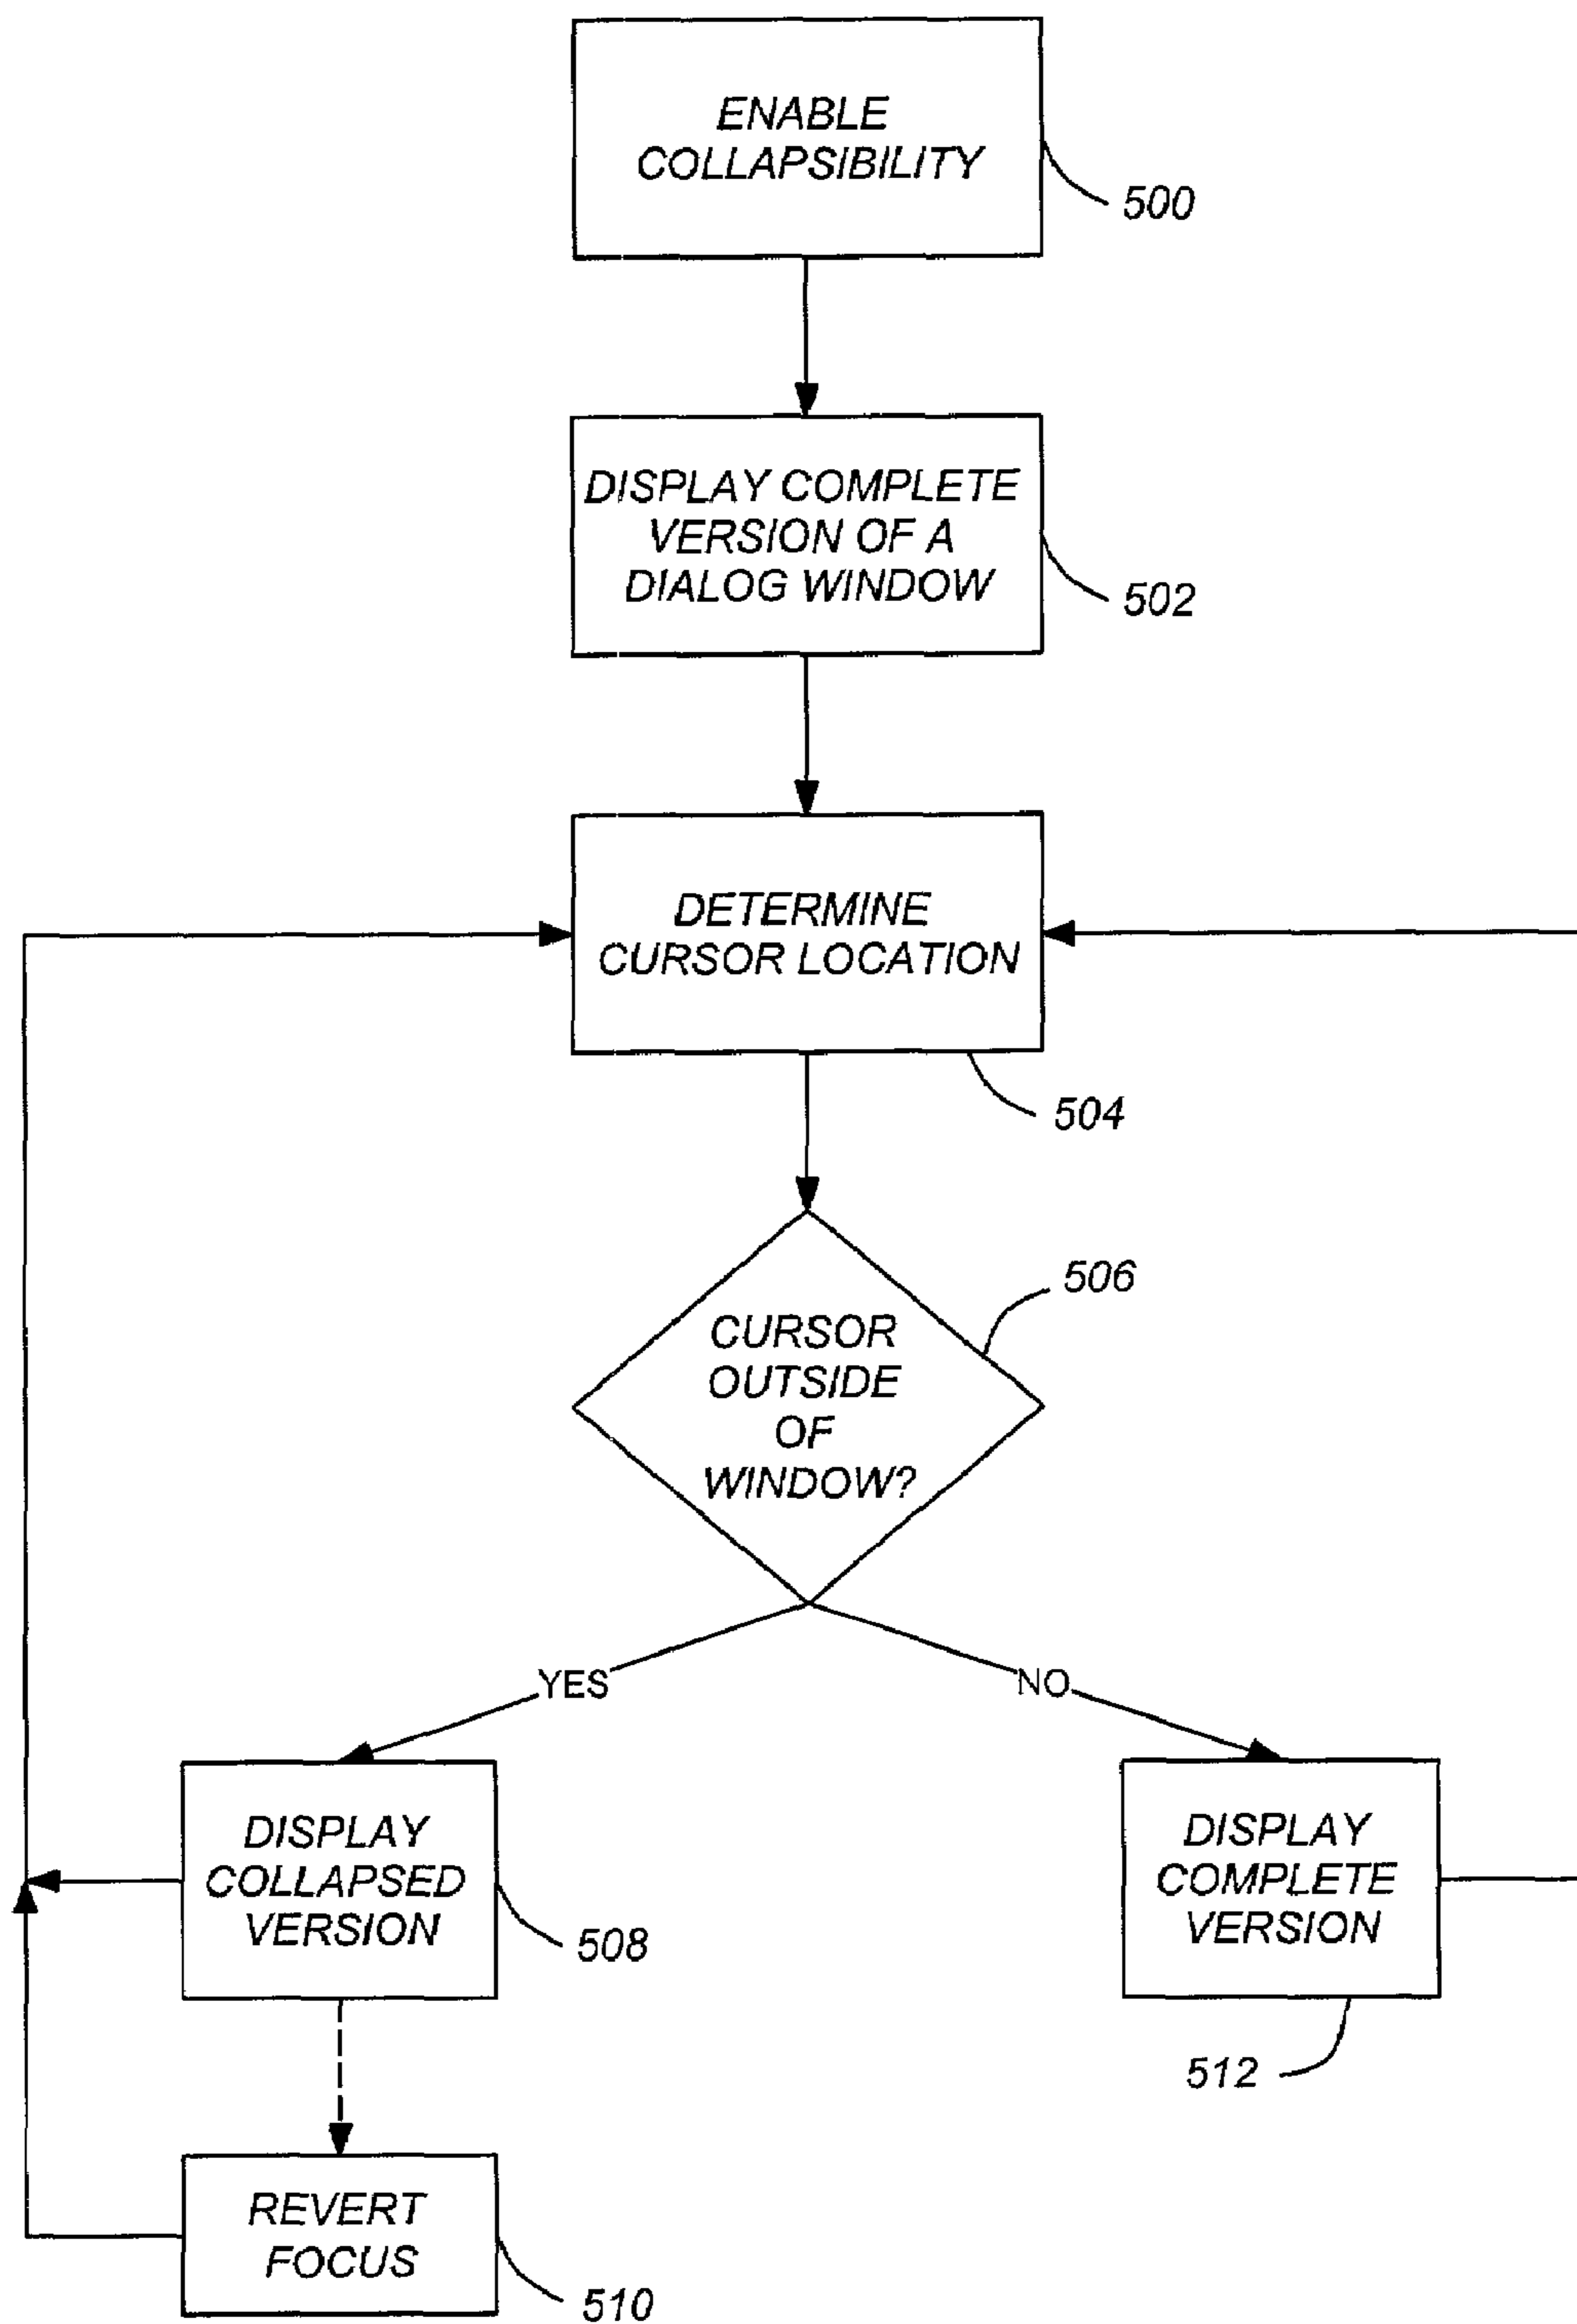 ENABLE
COLLAPSIBILITY
500
DISPLAY COMPLETE
VERSION OF A
DIALOG WINDOW
502
DETERMINE
CURSOR LOCATION
504
506
CURSOR
OUTSIDE
OF
WINDOW?
YES
NO
DISPLAY
COLLAPSED
VERSION
508
DISPLAY
COMPLETE
VERSION
512
REVERT
FOCUS
510